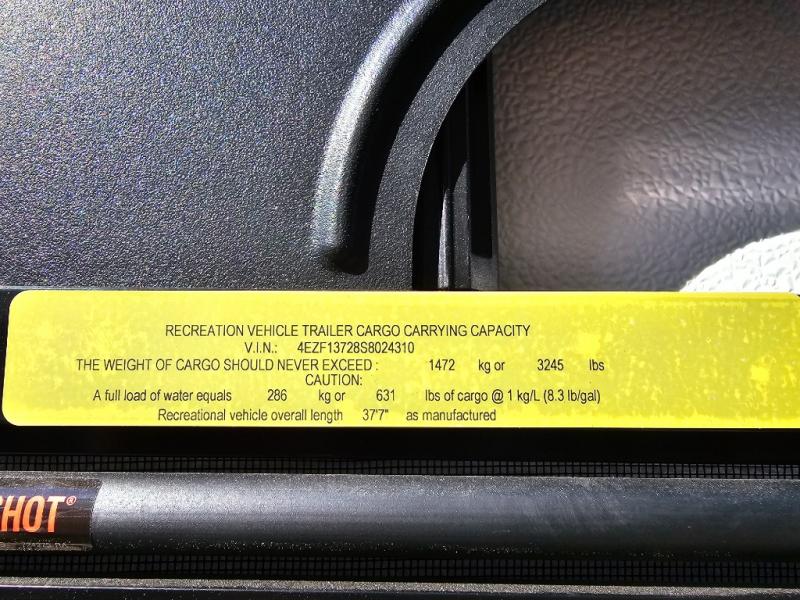 RECREATION VEHICLE TRAILER CARGO CARRYING CAPACITY
V.I.N.: 4EZF13728S8024310
THE WEIGHT OF CARGO SHOULD NEVER EXCEED : 1472 kg or 3245 lbs
CAUTION:
A full load of water equals 286 kg or 631 lbs of cargo @ 1 kg/L (8.3 lb/gal)
Recreational vehicle overall length 37'7" as manufactured
HOT®